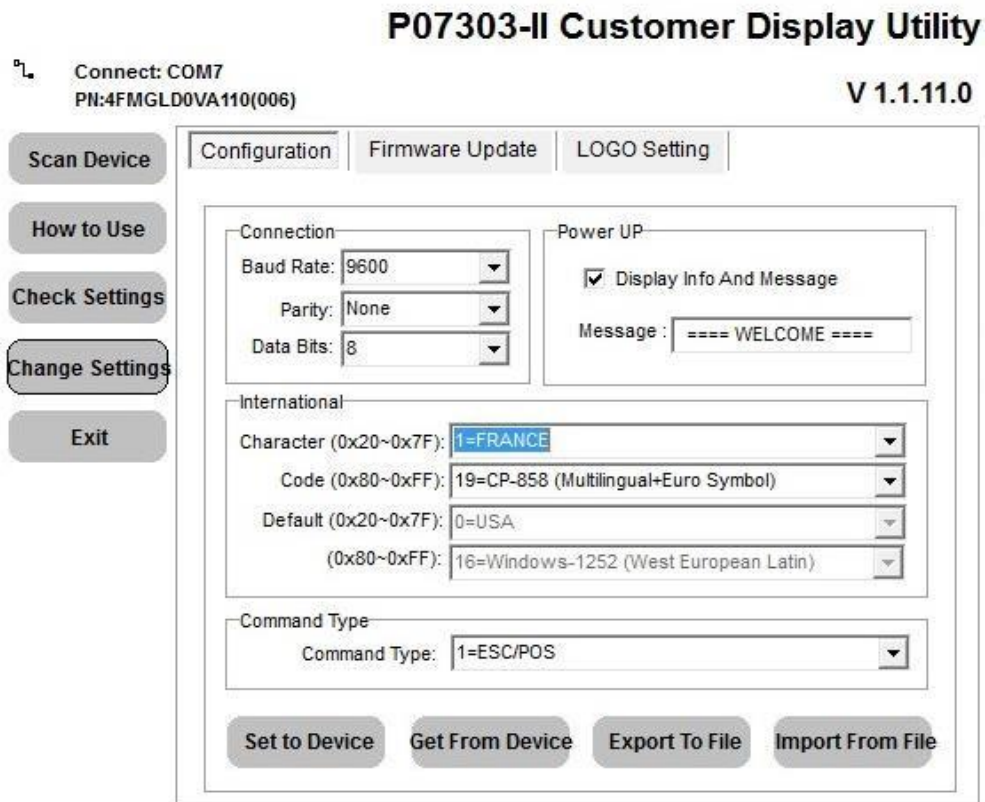 P07303-II Customer Display Utility
Connect: COM7
PN:4FMGLD0VA110(006)
V 1.1.11.0
Scan Device
How to Use
Check Settings
Change Settings
Exit
Configuration
Firmware Update
LOGO Setting
Connection
Baud Rate: 9600
Parity: None
Data Bits: 8
Power UP
Display Info And Message
Message : ==== WELCOME ====
International
Character (0x20~0x7F): 1=FRANCE
Code (0x80~0xFF): 19=CP-858 (Multilingual+Euro Symbol)
Default (0x20~0x7F): 0=USA
(0x80~0xFF): 16=Windows-1252 (West European Latin)
Command Type
Command Type: 1=ESC/POS
Set to Device
Get From Device
Export To File
Import From File